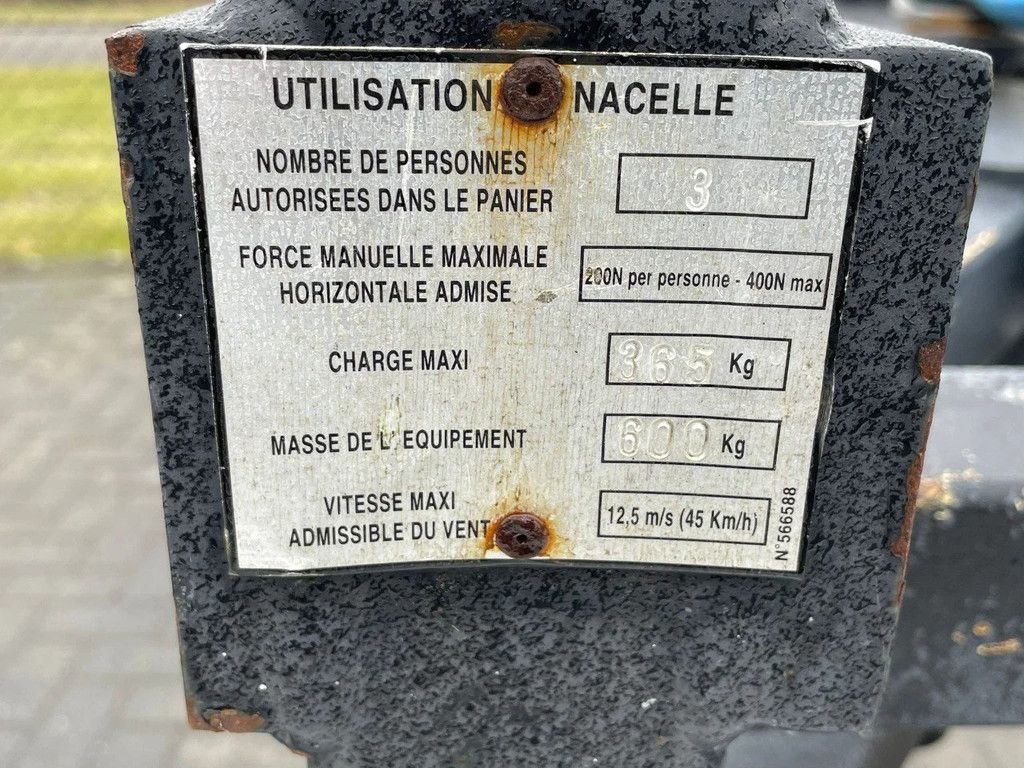 UTILISATION NACELLE
NOMBRE DE PERSONNES
AUTORISEES DANS LE PANIER
3
FORCE MANUELLE MAXIMALE
HORIZONTALE ADMISE
200N per personne - 400N max
CHARGE MAXI
365 Kg
MASSE DE L' EQUIPEMENT
600 Kg
VITESSE MAXI
ADMISSIBLE DU VENT
12,5 m/s (45 Km/h)
N°566588